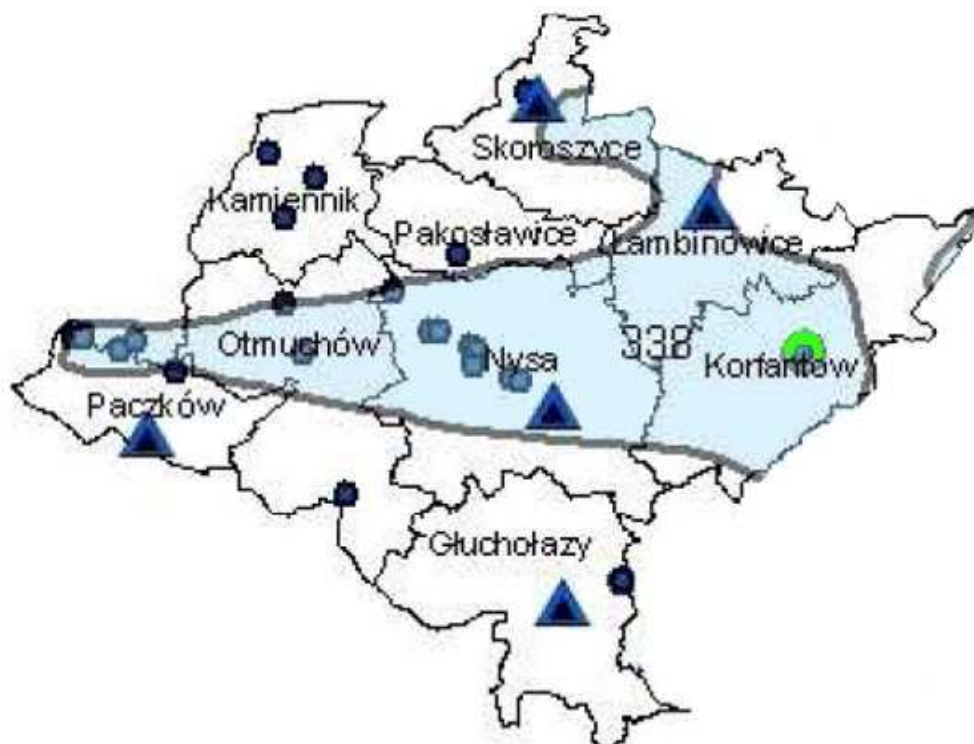 Skoroszyce
Kamiennik
Pakosławice
Łambinowice
Otmuchów
Nysa
338
Korfantów
Paczków
Głuchołazy